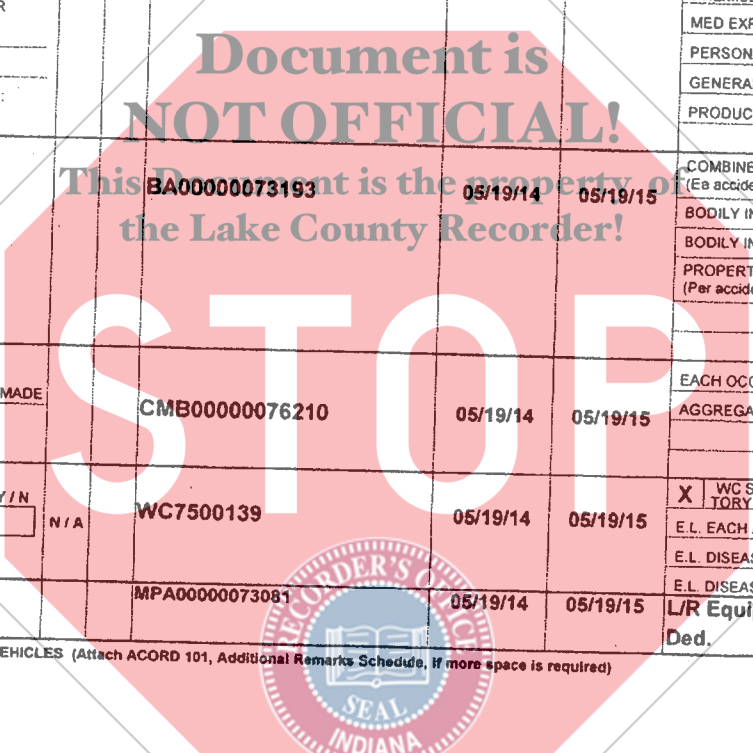 R
MED EXP
PERSON
:
GENERA
PRODUC
Document is
NOT OFFICIAL!
This Document is the property of
the Lake County Recorder!
BA00000073193 05/19/14 05/19/15
COMBINE
(Ea accide
BODILY IN
BODILY IN
PROPERT
(Per accide
STOP
MADE
CMB00000076210 05/19/14 05/19/15
EACH OCC
AGGREGA
Y / N
N / A
WC7500139 05/19/14 05/19/15
X WC S
TORY
E.L. EACH
E.L. DISEAS
E.L. DISEAS
MPA00000073081 05/19/14 05/19/15
L/R Equi
Ded.
EHICLES (Attach ACORD 101, Additional Remarks Schedule, if more space is required)
RECORDER'S OFFICE
SEAL
INDIANA